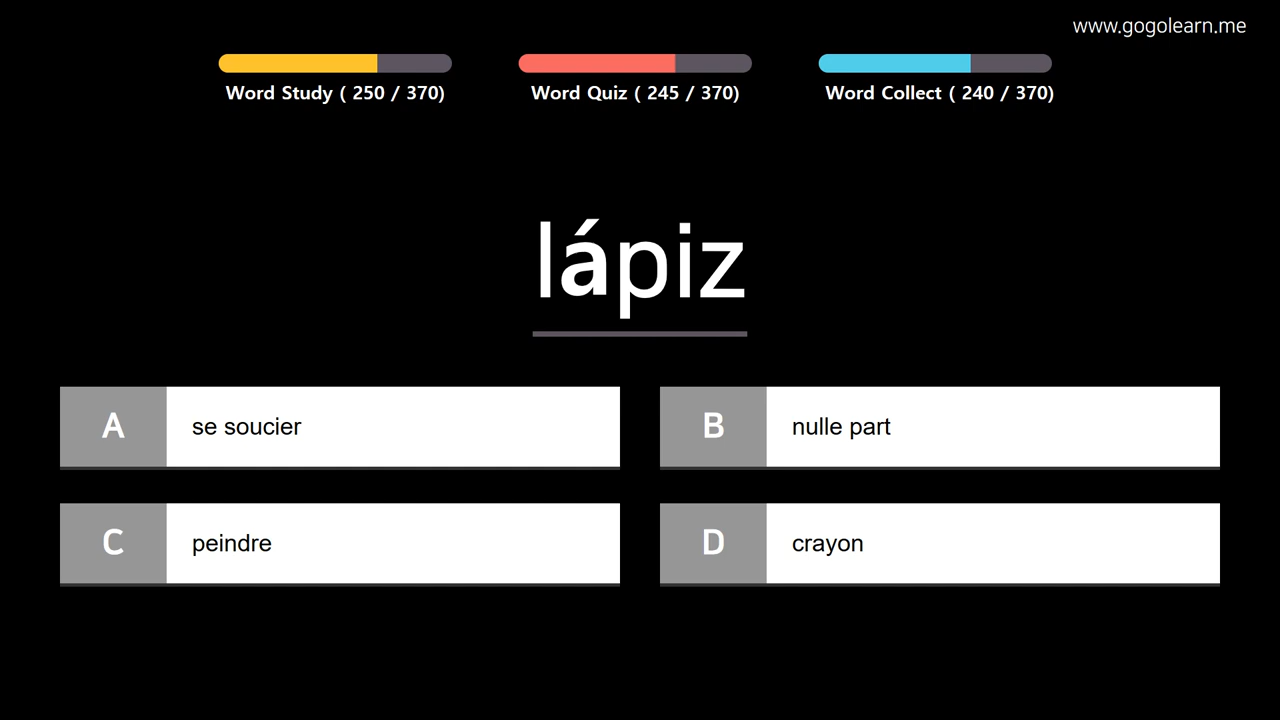 www.gogolearn.me
Word Study ( 250 / 370)
Word Quiz ( 245 / 370)
Word Collect ( 240 / 370)
lápiz
A
se soucier
B
nulle part
C
peindre
D
crayon